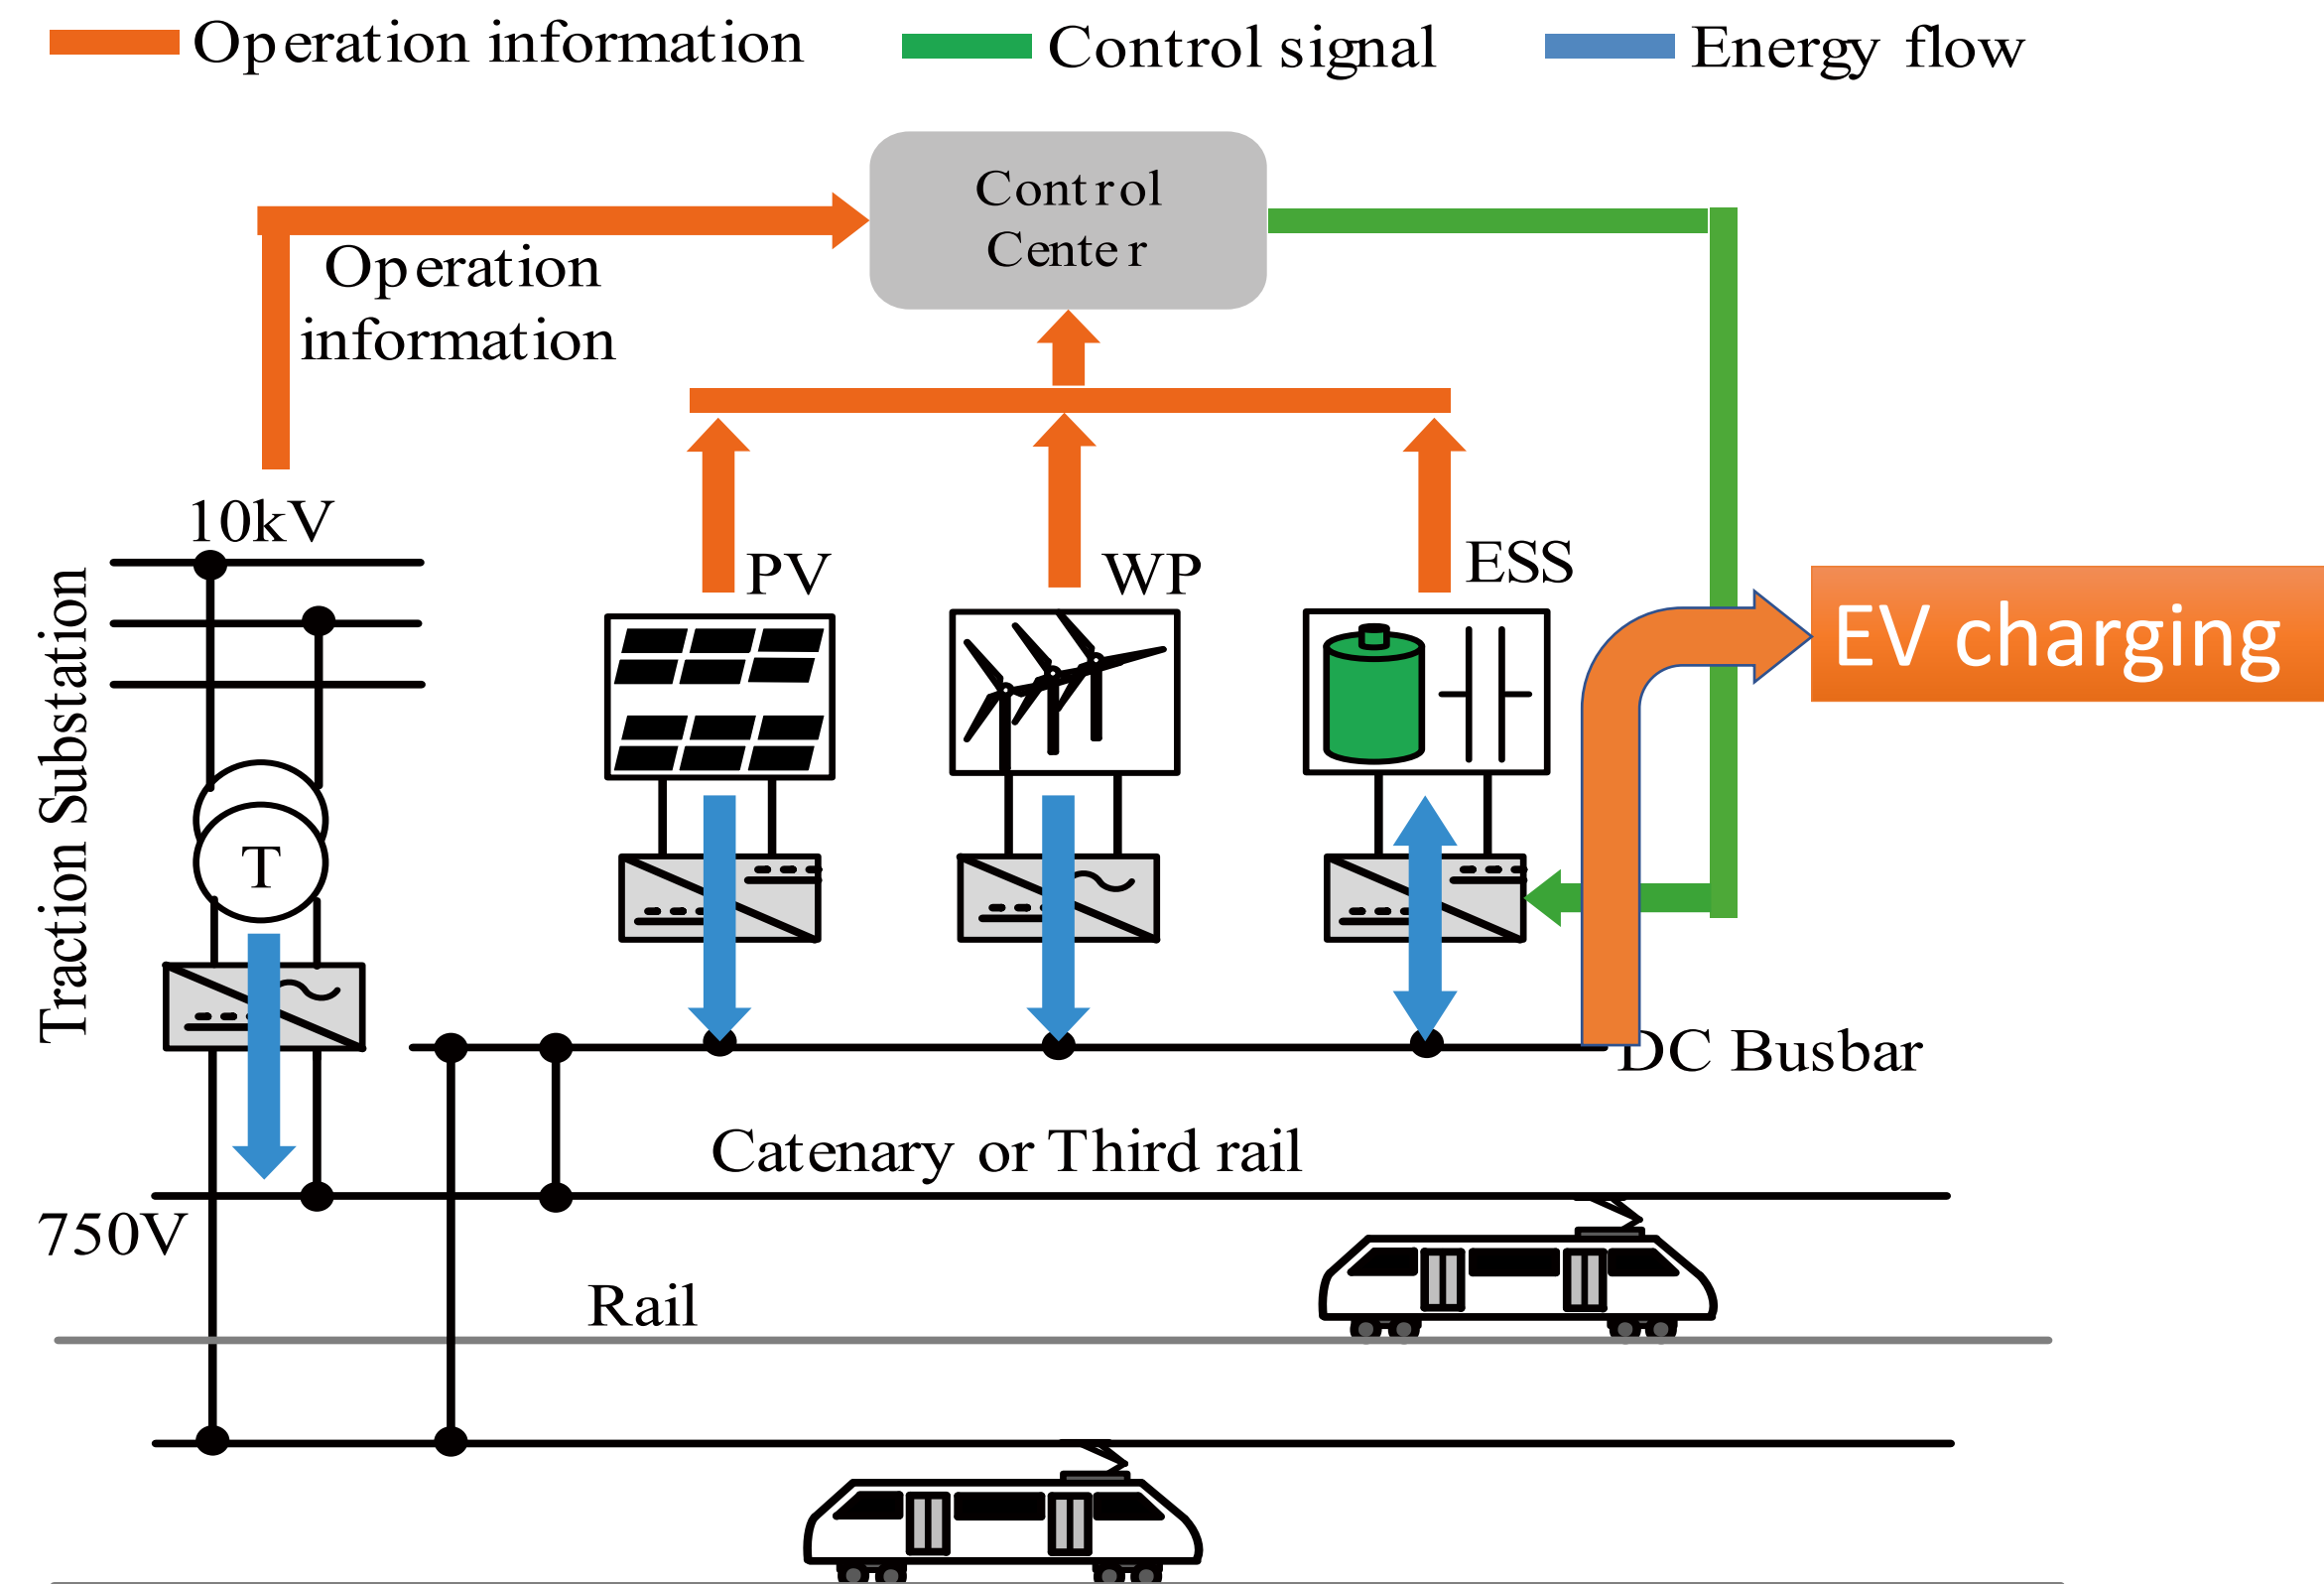 Operation information
Control signal
Energy flow
Control
Center
Operation
information
10kV
PV
WP
ESS
EV charging
Traction Substation
T
DC Busbar
Catenary or Third rail
750V
Rail